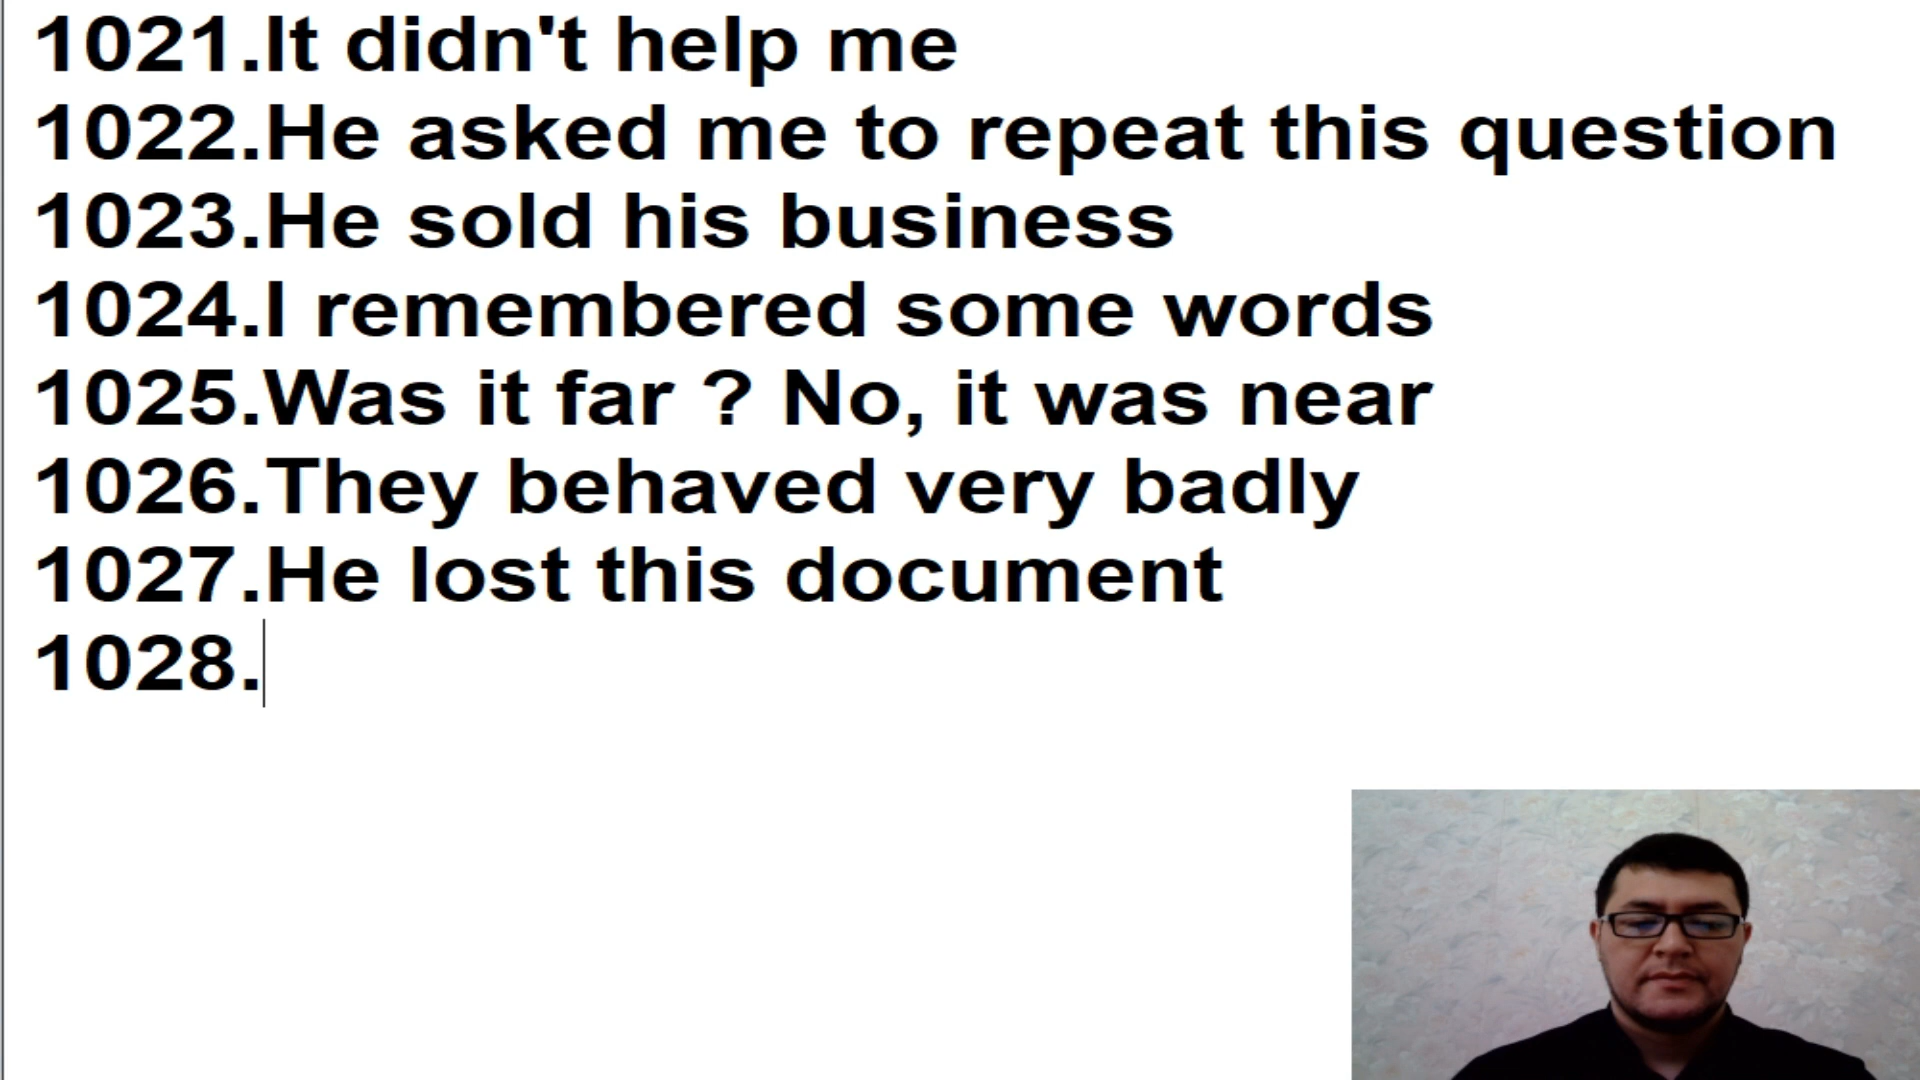 1021.It didn't help me
1022.He asked me to repeat this question
1023.He sold his business
1024.I remembered some words
1025.Was it far ? No, it was near
1026.They behaved very badly
1027.He lost this document
1028.